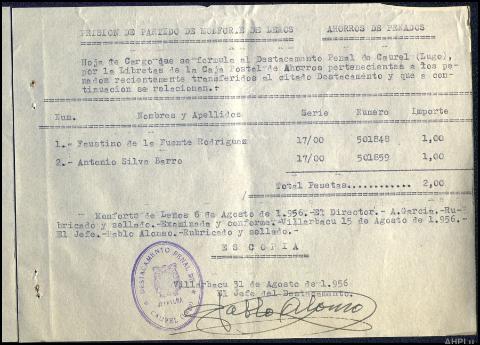 PRISION DE PARTIDO DE MONFORTE DE LEMOS AHORROS DE PENADOS
Hoja de Cargo que se formula al Destacamento Penal de Caurel (Lugo),
por la Libretas de la Caja Postal de Ahorros pertenecientes a los pe-
nados recientemente transferidos al citado Destacamento y que a con-
tinuacion se relacionan.
Num. Nombres y Apellidos Serie Numero Importe
1.- Faustino de la Fuente Rodriguez 17/00 501848 1,00
2.- Antonio Silva Barro 17/00 501859 1,00
Total Pesetas............ 2,00
Monforte de Lemos 6 de Agosto de 1.956.-El Director.- A.Garcia.-Ru-
bricado y sellado.-Examinada y conforme.-Villarbacu 15 de Agosto de 1.956.-
El Jefe.-Pablo Alonso.-Rubricado y sellado.-
ES COPIA
Villarbacu 31 de Agosto de 1.956
El Jefe del Destacamento.
Pablo Alonso
DESTACAMENTO PENAL DE
CAUREL
AHPLu